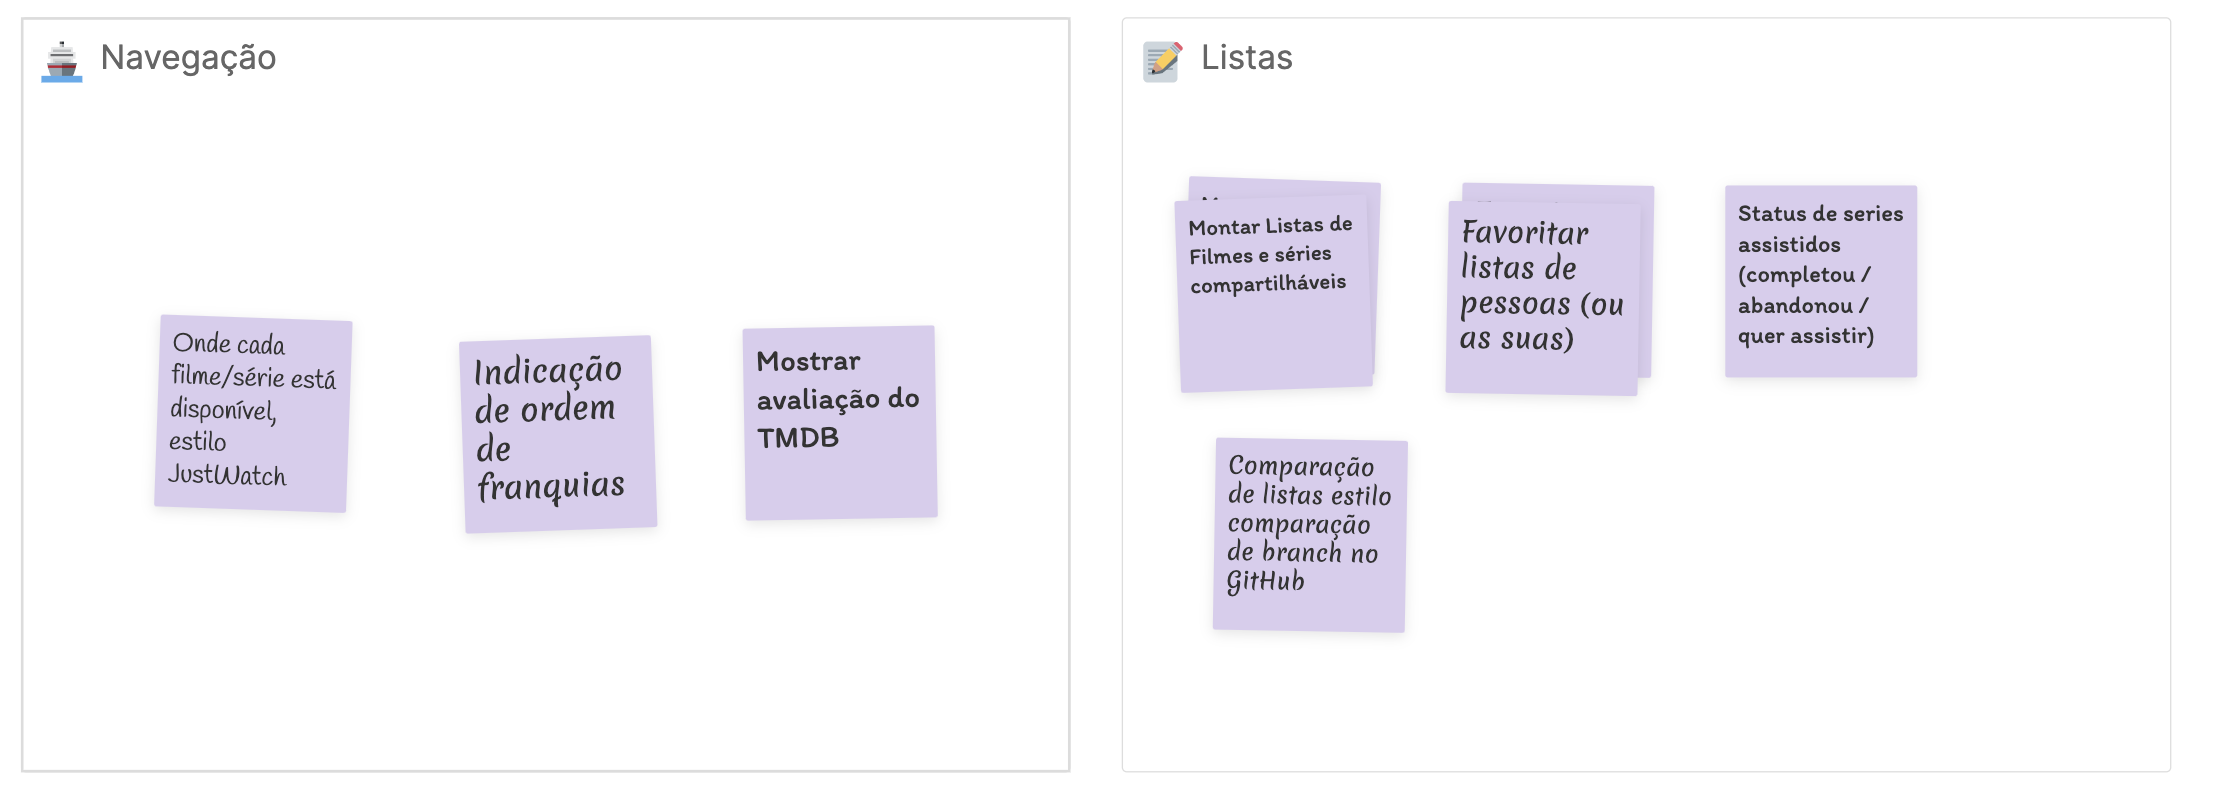 Navegação
Onde cada
filme/série está
disponível,
estilo
JustWatch
Indicação
de ordem
de
franquias
Mostrar
avaliação do
TMDB
Listas
Montar Listas de
Filmes e séries
compartilháveis
Favoritar
listas de
pessoas (ou
as suas)
Status de series
assistidos
(completou /
abandonou /
quer assistir)
Comparação
de listas estilo
comparação
de branch no
GitHub